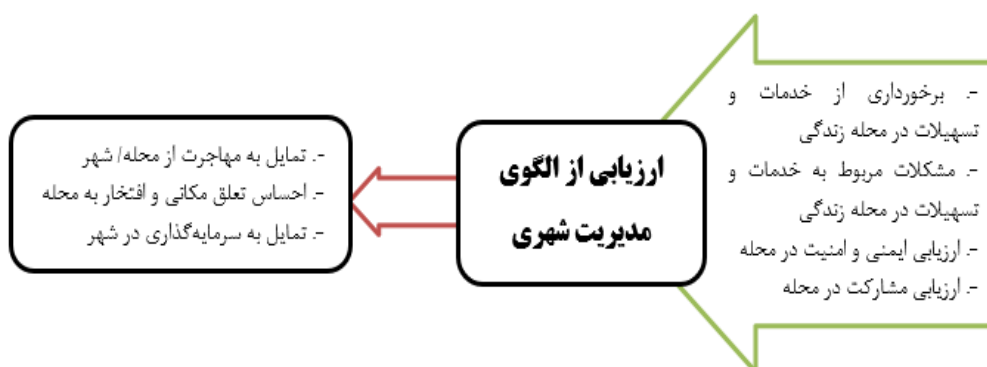 -. برخورداری از خدمات و
تسهیلات در محله زندگی
-. مشکلات مربوط به خدمات و
تسهیلات در محله زندگی
-. ارزیابی ایمنی و امنیت در محله
-. ارزیابی مشارکت در محله
ارزیابی از الگوی
مدیریت شهری
-. تمایل به مهاجرت از محله/ شهر
-. احساس تعلق مکانی و افتخار به محله
-. تمایل به سرمایه‌گذاری در شهر